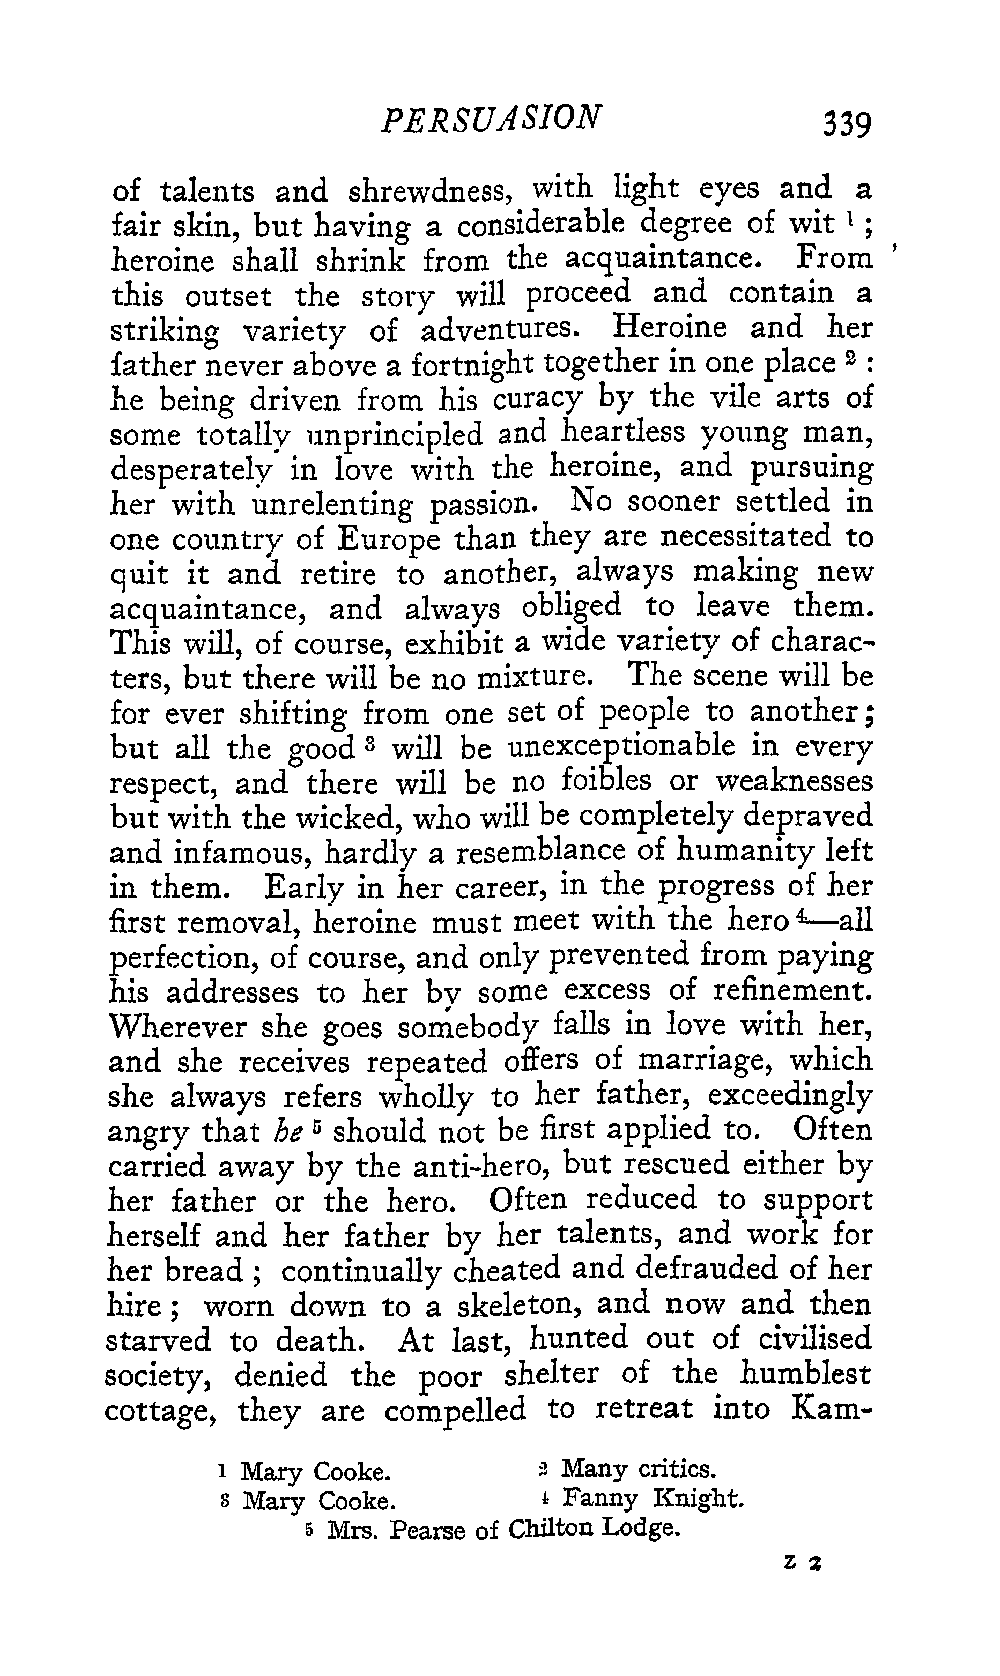 PERSUASION 339
of talents and shrewdness, with light eyes and a
fair skin, but having a considerable degree of wit ¹ ;
heroine shall shrink from the acquaintance. From '
this outset the story will proceed and contain a
striking variety of adventures. Heroine and her
father never above a fortnight together in one place ² :
he being driven from his curacy by the vile arts of
some totally unprincipled and heartless young man,
desperately in love with the heroine, and pursuing
her with unrelenting passion. No sooner settled in
one country of Europe than they are necessitated to
quit it and retire to another, always making new
acquaintance, and always obliged to leave them.
This will, of course, exhibit a wide variety of charac-
ters, but there will be no mixture. The scene will be
for ever shifting from one set of people to another;
but all the good ³ will be unexceptionable in every
respect, and there will be no foibles or weaknesses
but with the wicked, who will be completely depraved
and infamous, hardly a resemblance of humanity left
in them. Early in her career, in the progress of her
first removal, heroine must meet with the hero ⁴—all
perfection, of course, and only prevented from paying
his addresses to her by some excess of refinement.
Wherever she goes somebody falls in love with her,
and she receives repeated offers of marriage, which
she always refers wholly to her father, exceedingly
angry that he ⁵ should not be first applied to. Often
carried away by the anti-hero, but rescued either by
her father or the hero. Often reduced to support
herself and her father by her talents, and work for
her bread ; continually cheated and defrauded of her
hire ; worn down to a skeleton, and now and then
starved to death. At last, hunted out of civilised
society, denied the poor shelter of the humblest
cottage, they are compelled to retreat into Kam-
1 Mary Cooke. 2 Many critics.
3 Mary Cooke. 4 Fanny Knight.
5 Mrs. Pearse of Chilton Lodge.
Z 2